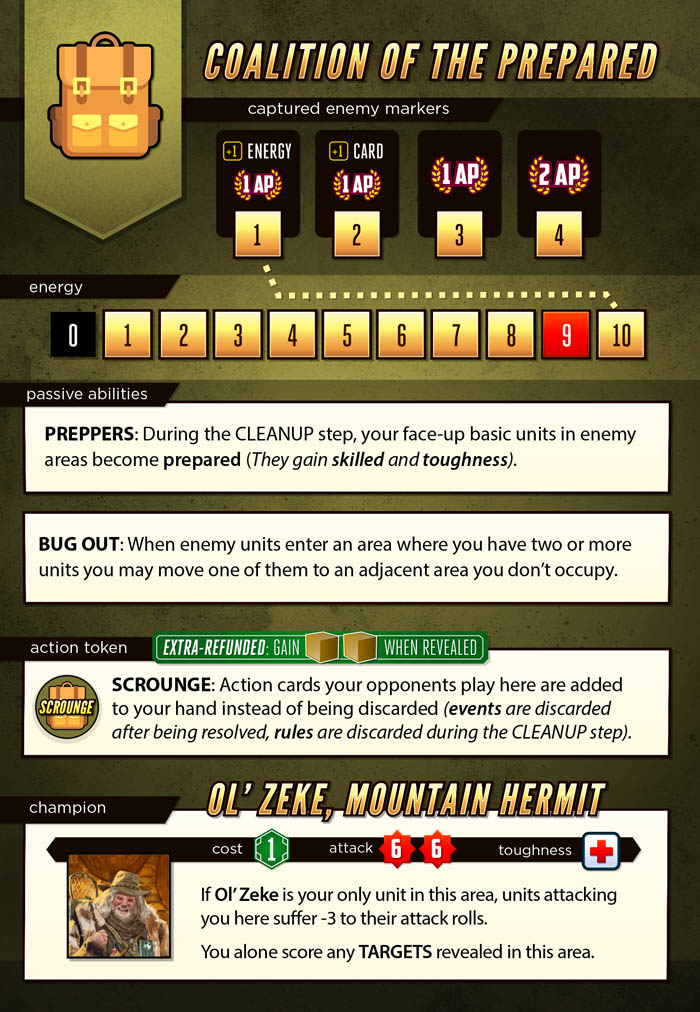 COALITION OF THE PREPARED
captured enemy markers
+1 ENERGY
1 AP
1
+1 CARD
1 AP
2
1 AP
3
2 AP
4
energy
0 1 2 3 4 5 6 7 8 9 10
passive abilities
PREPPERS: During the CLEANUP step, your face-up basic units in enemy
areas become prepared (They gain skilled and toughness).
BUG OUT: When enemy units enter an area where you have two or more
units you may move one of them to an adjacent area you don't occupy.
action token
EXTRA-REFUNDED: GAIN WHEN REVEALED
SCROUNGE
SCROUNGE: Action cards your opponents play here are added
to your hand instead of being discarded (events are discarded
after being resolved, rules are discarded during the CLEANUP step).
champion
OL' ZEKE, MOUNTAIN HERMIT
cost 1 attack 6 6 toughness
If Ol' Zeke is your only unit in this area, units attacking
you here suffer -3 to their attack rolls.
You alone score any TARGETS revealed in this area.